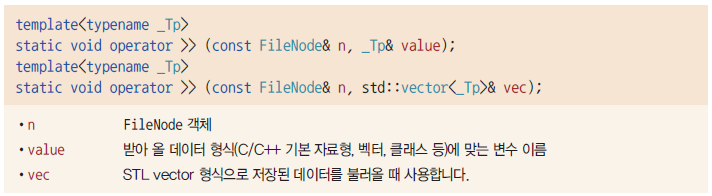 template<typename _Tp>
static void operator >> (const FileNode& n, _Tp& value);
template<typename _Tp>
static void operator >> (const FileNode& n, std::vector<_Tp>& vec);
• n FileNode 객체
• value 받아 올 데이터 형식(C/C++ 기본 자료형, 벡터, 클래스 등)에 맞는 변수 이름
• vec STL vector 형식으로 저장된 데이터를 불러올 때 사용합니다.